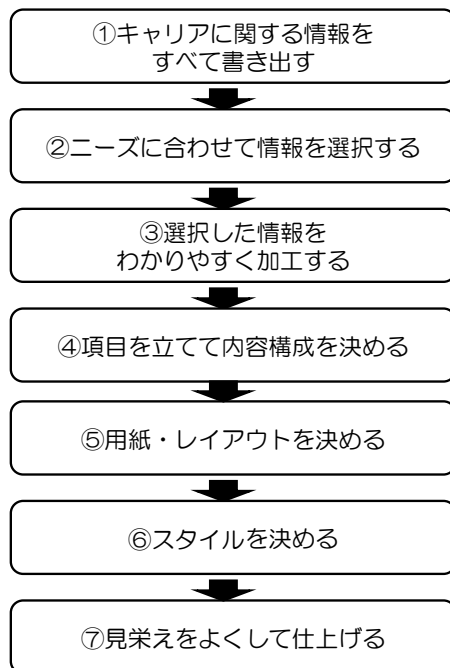 ①キャリアに関する情報を
すべて書き出す
②ニーズに合わせて情報を選択する
③選択した情報を
わかりやすく加工する
④項目を立てて内容構成を決める
⑤用紙・レイアウトを決める
⑥スタイルを決める
⑦見栄えをよくして仕上げる